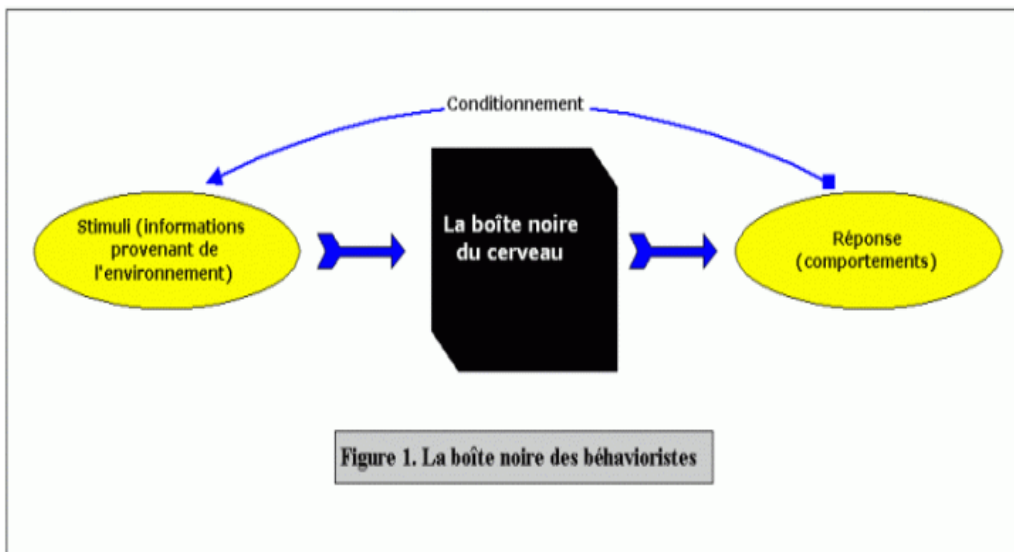 Conditionnement
Stimuli (informations
provenant de
l'environnement)
La boîte noire
du cerveau
Réponse
(comportements)
Figure 1. La boîte noire des béhavioristes